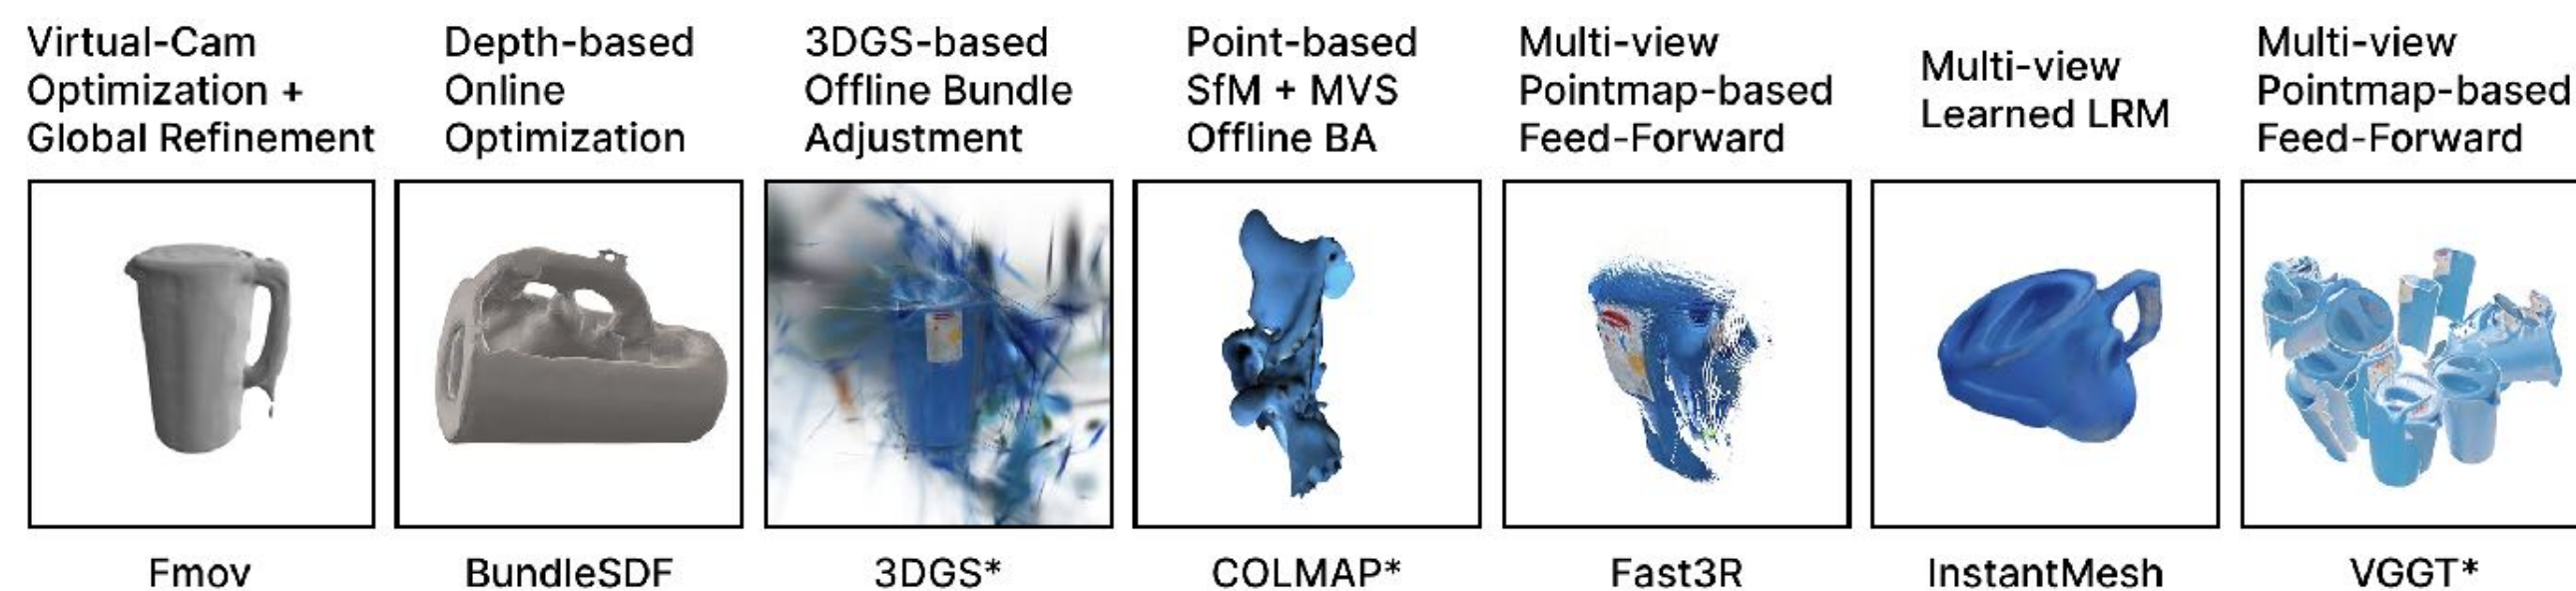 Virtual-Cam
Optimization +
Global Refinement
Depth-based
Online
Optimization
3DGS-based
Offline Bundle
Adjustment
Point-based
SfM + MVS
Offline BA
Multi-view
Pointmap-based
Feed-Forward
Multi-view
Learned LRM
Multi-view
Pointmap-based
Feed-Forward
Fmov
BundleSDF
3DGS*
COLMAP*
Fast3R
InstantMesh
VGGT*